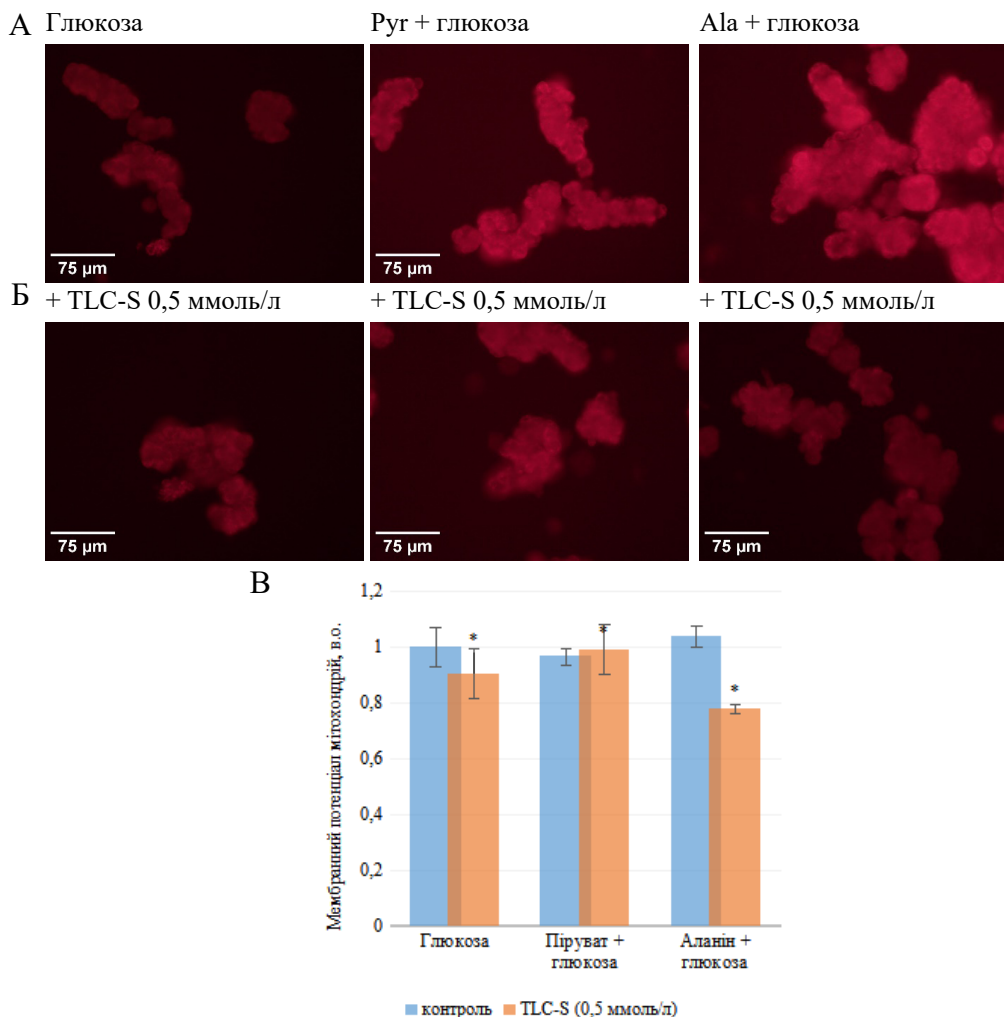 А Глюкоза Pyr + глюкоза Ala + глюкоза
75 µm 75 µm 75 µm
Б + TLC-S 0,5 ммоль/л + TLC-S 0,5 ммоль/л + TLC-S 0,5 ммоль/л
75 µm 75 µm 75 µm
В
Мембранний потенціал мітохондрій, в.о.
1,2
1
0,8
0,6
0,4
0,2
0
* * *
Глюкоза Піруват + Аланін +
глюкоза глюкоза
контроль TLC-S (0,5 ммоль/л)